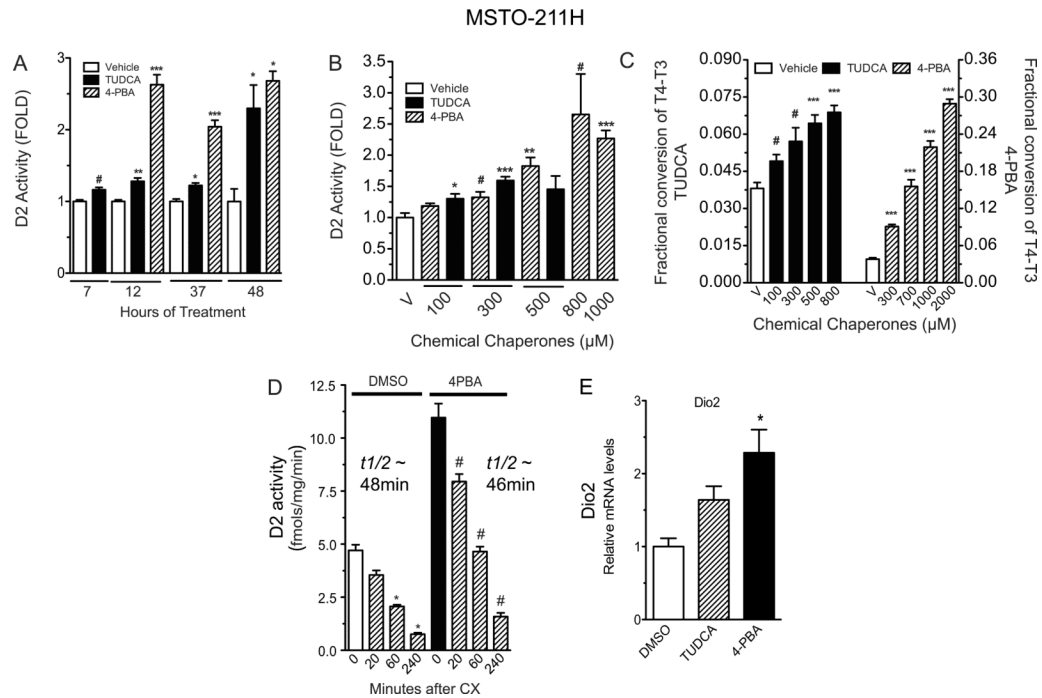 MSTO-211H
A
D2 Activity (FOLD)
3
2
1
0
Vehicle
TUDCA
4-PBA
#
**
***
*
***
*
*
7 12 37 48
Hours of Treatment
B
D2 Activity (FOLD)
3.5
3.0
2.5
2.0
1.5
1.0
0.5
0.0
Vehicle
TUDCA
4-PBA
*
#
***
**
#
***
V 100 300 500 800 1000
Chemical Chaperones (µM)
C
Fractional conversion of T4-T3
TUDCA
0.090
0.075
0.060
0.045
0.030
0.015
0.000
Vehicle TUDCA 4-PBA
#
#
***
***
***
***
***
***
V 100 300 500 800 V 300 700 1000 2000
Chemical Chaperones (µM)
0.36
0.30
0.24
0.18
0.12
0.06
0.00
Fractional conversion of T4-T3
4-PBA
D
D2 activity
(fmols/mg/min)
12.5
10.0
7.5
5.0
2.5
0.0
DMSO 4PBA
t1/2 ~
48min
t1/2 ~
46min
*
*
#
#
#
0 20 60 240 0 20 60 240
Minutes after CX
E
Dio2
Dio2
Relative mRNA levels
3
2
1
0
*
DMSO TUDCA 4-PBA